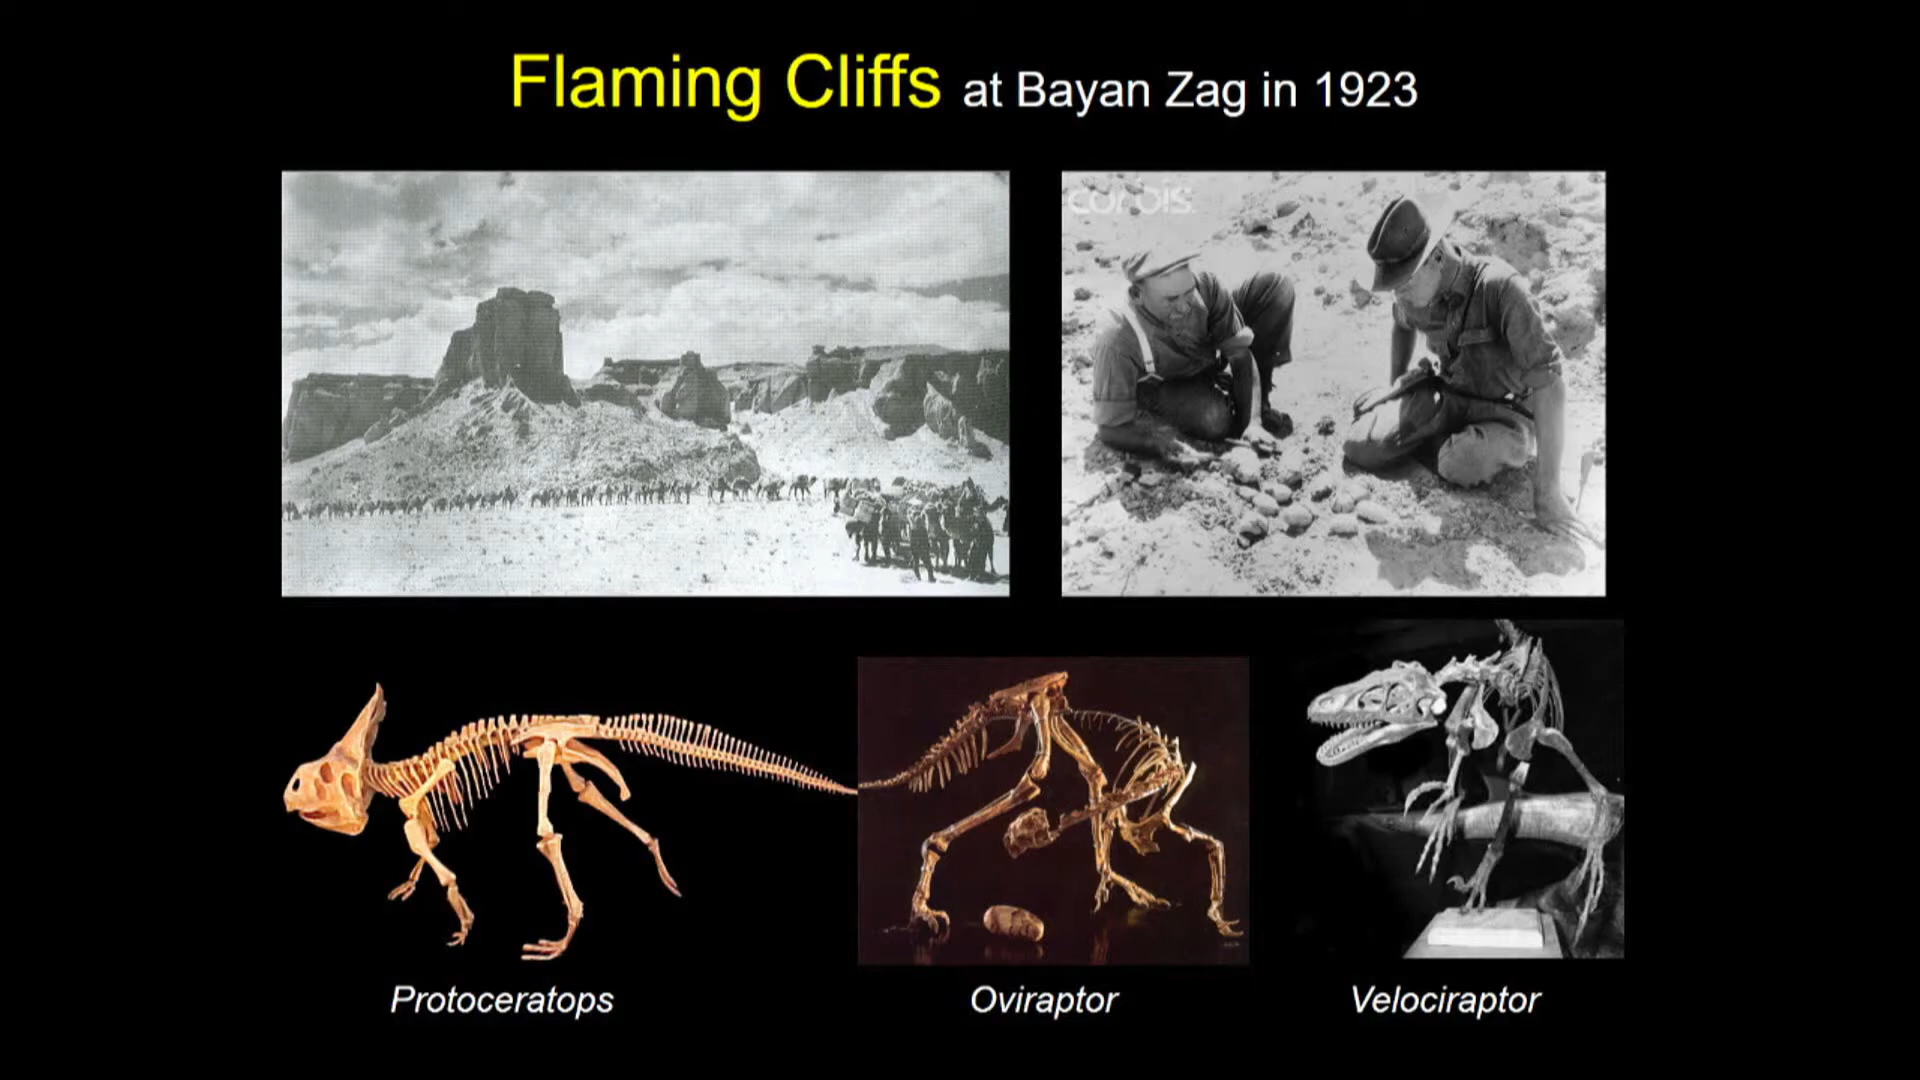 Flaming Cliffs at Bayan Zag in 1923
corbis.
Protoceratops
Oviraptor
Velociraptor